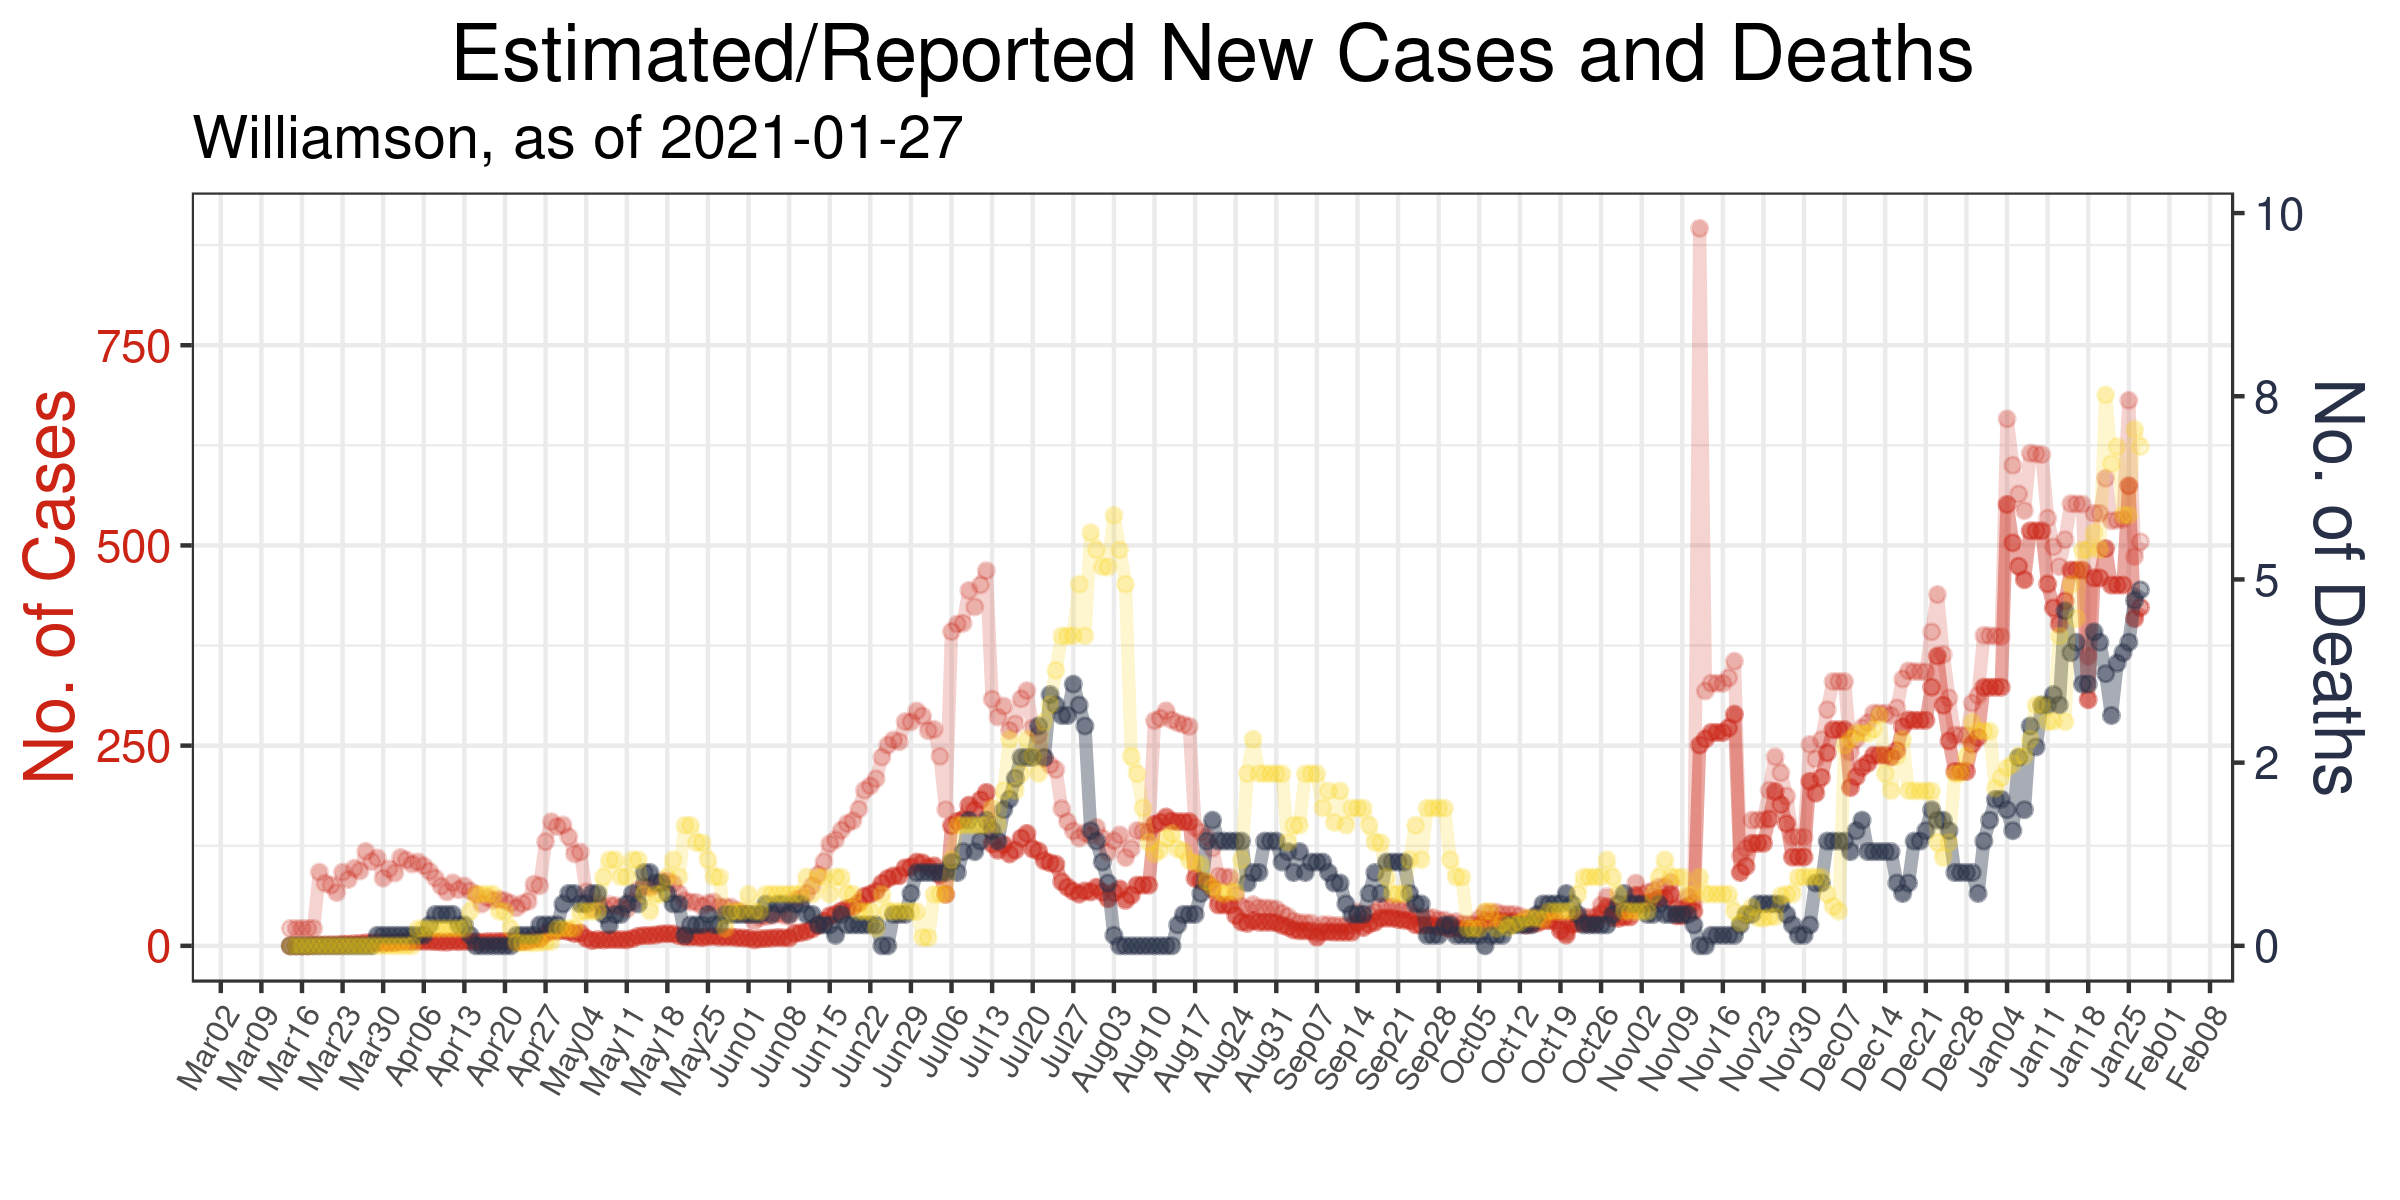 Estimated/Reported New Cases and Deaths
Williamson, as of 2021-01-27
No. of Cases
750
500
250
0
10
8
5
2
0
No. of Deaths
Mar02
Mar09
Mar16
Mar23
Mar30
Apr06
Apr13
Apr20
Apr27
May04
May11
May18
May25
Jun01
Jun08
Jun15
Jun22
Jun29
Jul06
Jul13
Jul20
Jul27
Aug03
Aug10
Aug17
Aug24
Aug31
Sep07
Sep14
Sep21
Sep28
Oct05
Oct12
Oct19
Oct26
Nov02
Nov09
Nov16
Nov23
Nov30
Dec07
Dec14
Dec21
Dec28
Jan04
Jan11
Jan18
Jan25
Feb01
Feb08